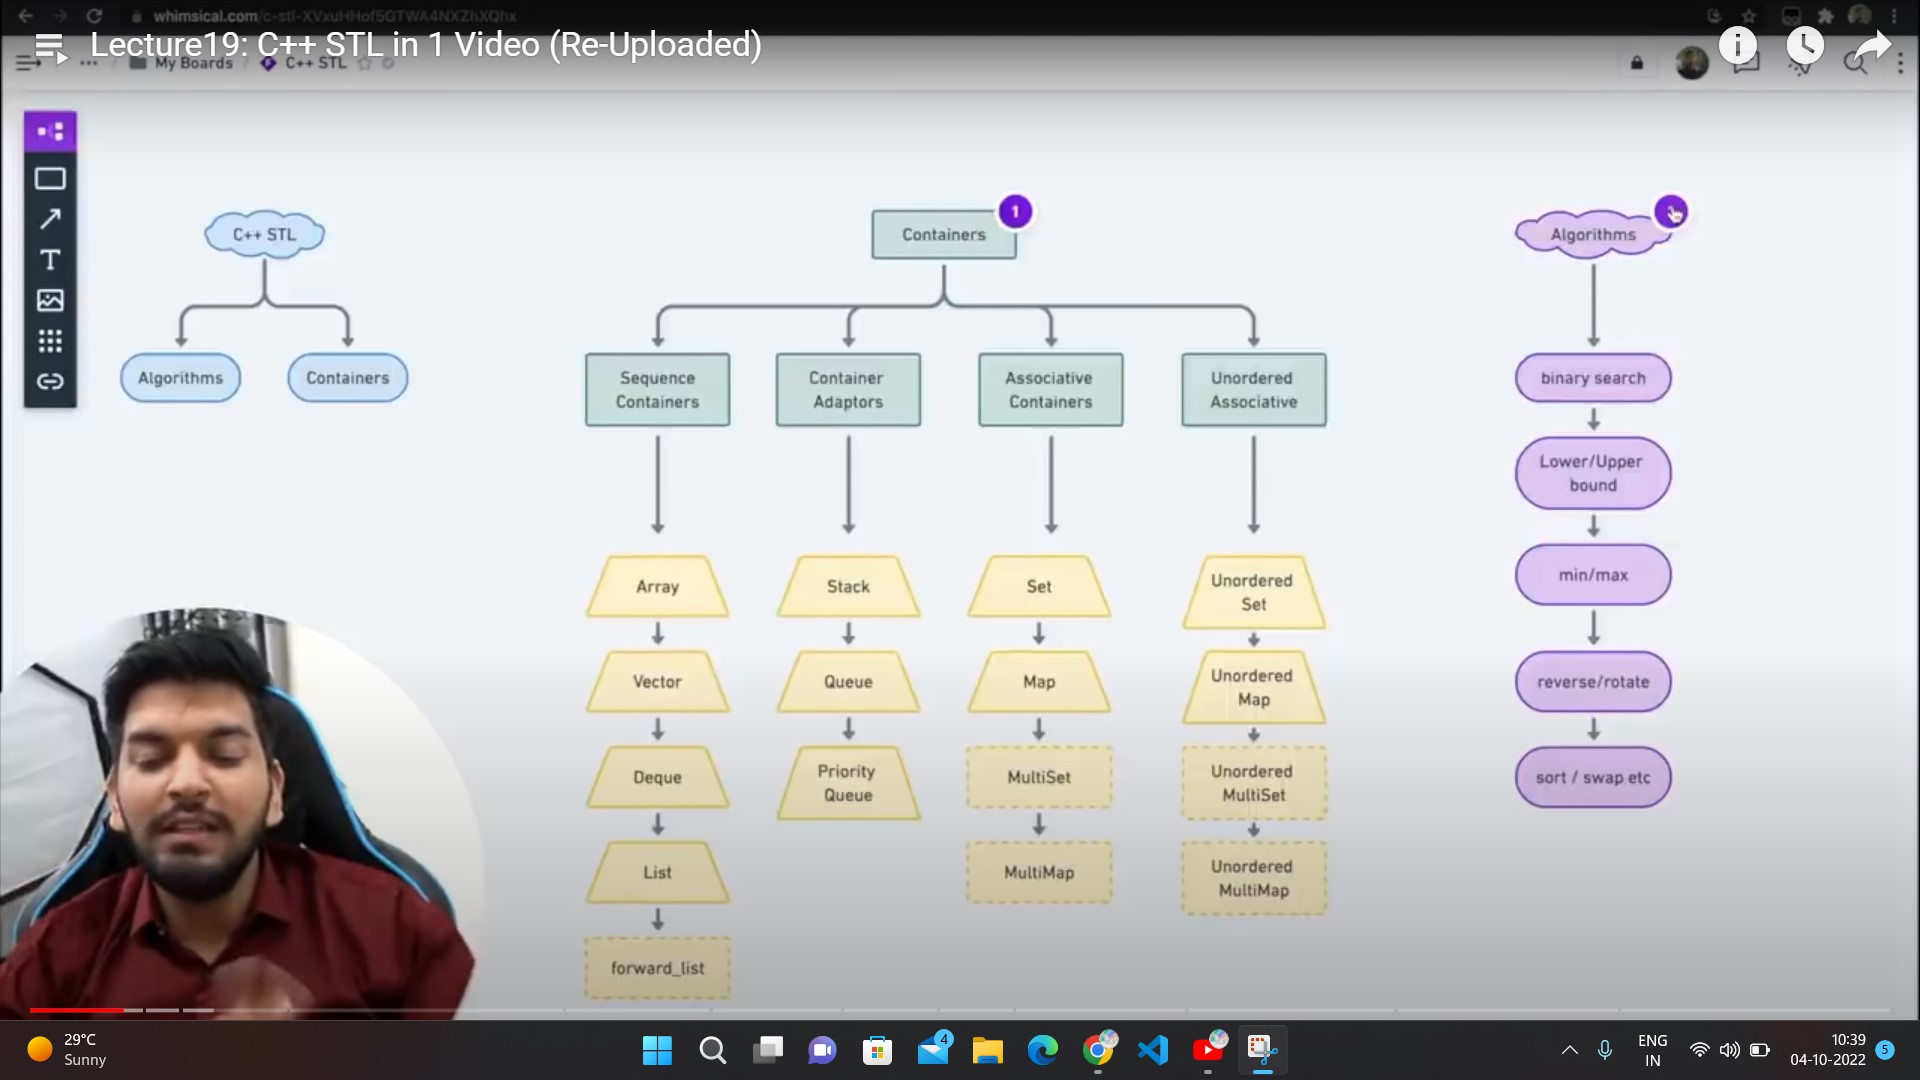 whimsical.com/c-stl-XVxuHHof5GTWA4NXZhXQhx
Lecture19: C++ STL in 1 Video (Re-Uploaded)
My Boards / C++ STL
C++ STL
Algorithms
Containers
Containers
1
Sequence
Containers
Container
Adaptors
Associative
Containers
Unordered
Associative
Array
Vector
Deque
List
forward_list
Stack
Queue
Priority
Queue
Set
Map
MultiSet
MultiMap
Unordered
Set
Unordered
Map
Unordered
MultiSet
Unordered
MultiMap
Algorithms
binary search
Lower/Upper
bound
min/max
reverse/rotate
sort / swap etc
29°C
Sunny
4
ENG
IN
10:39
04-10-2022
5